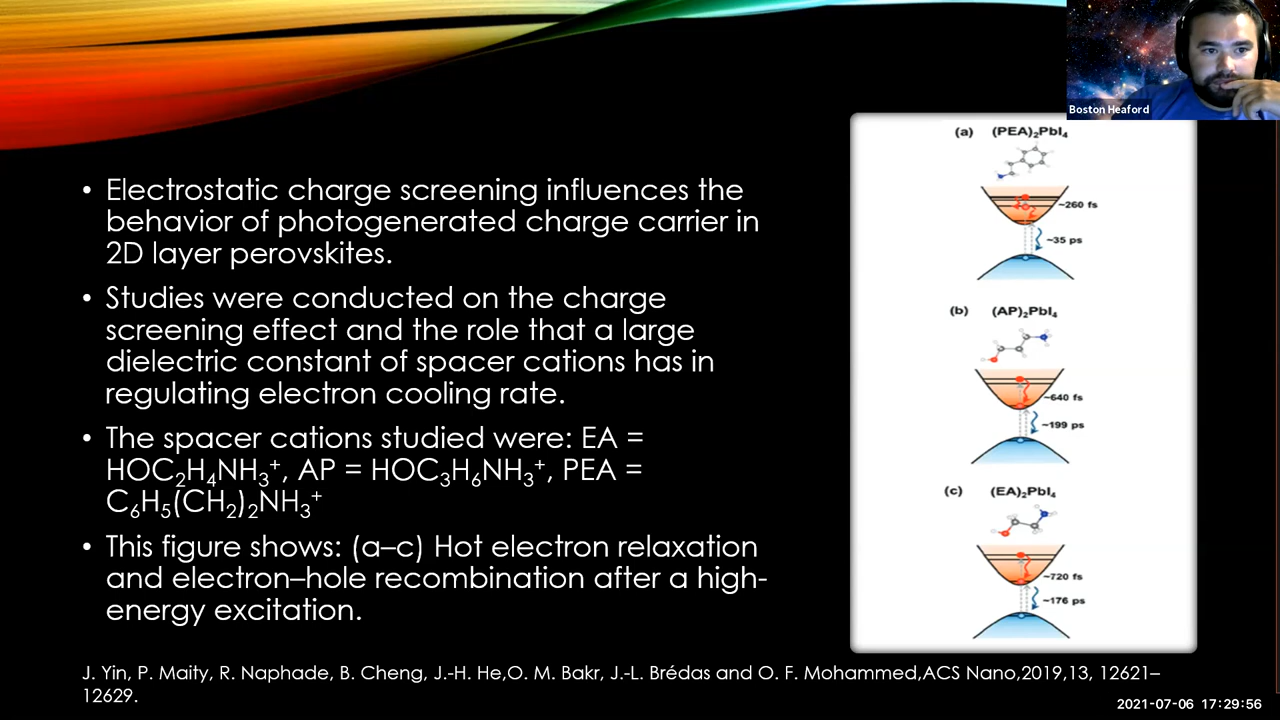 Boston Heaford
• Electrostatic charge screening influences the
behavior of photogenerated charge carrier in
2D layer perovskites.
• Studies were conducted on the charge
screening effect and the role that a large
dielectric constant of spacer cations has in
regulating electron cooling rate.
• The spacer cations studied were: EA =
HOC₂H₄NH₃⁺, AP = HOC₃H₆NH₃⁺, PEA =
C₆H₅(CH₂)₂NH₃⁺
• This figure shows: (a–c) Hot electron relaxation
and electron–hole recombination after a high-
energy excitation.
(a) (PEA)₂PbI₄
~260 fs
~35 ps
(b) (AP)₂PbI₄
~640 fs
~199 ps
(c) (EA)₂PbI₄
~720 fs
~176 ps
J. Yin, P. Maity, R. Naphade, B. Cheng, J.-H. He,O. M. Bakr, J.-L. Brédas and O. F. Mohammed,ACS Nano,2019,13, 12621–
12629.
2021-07-06 17:29:56